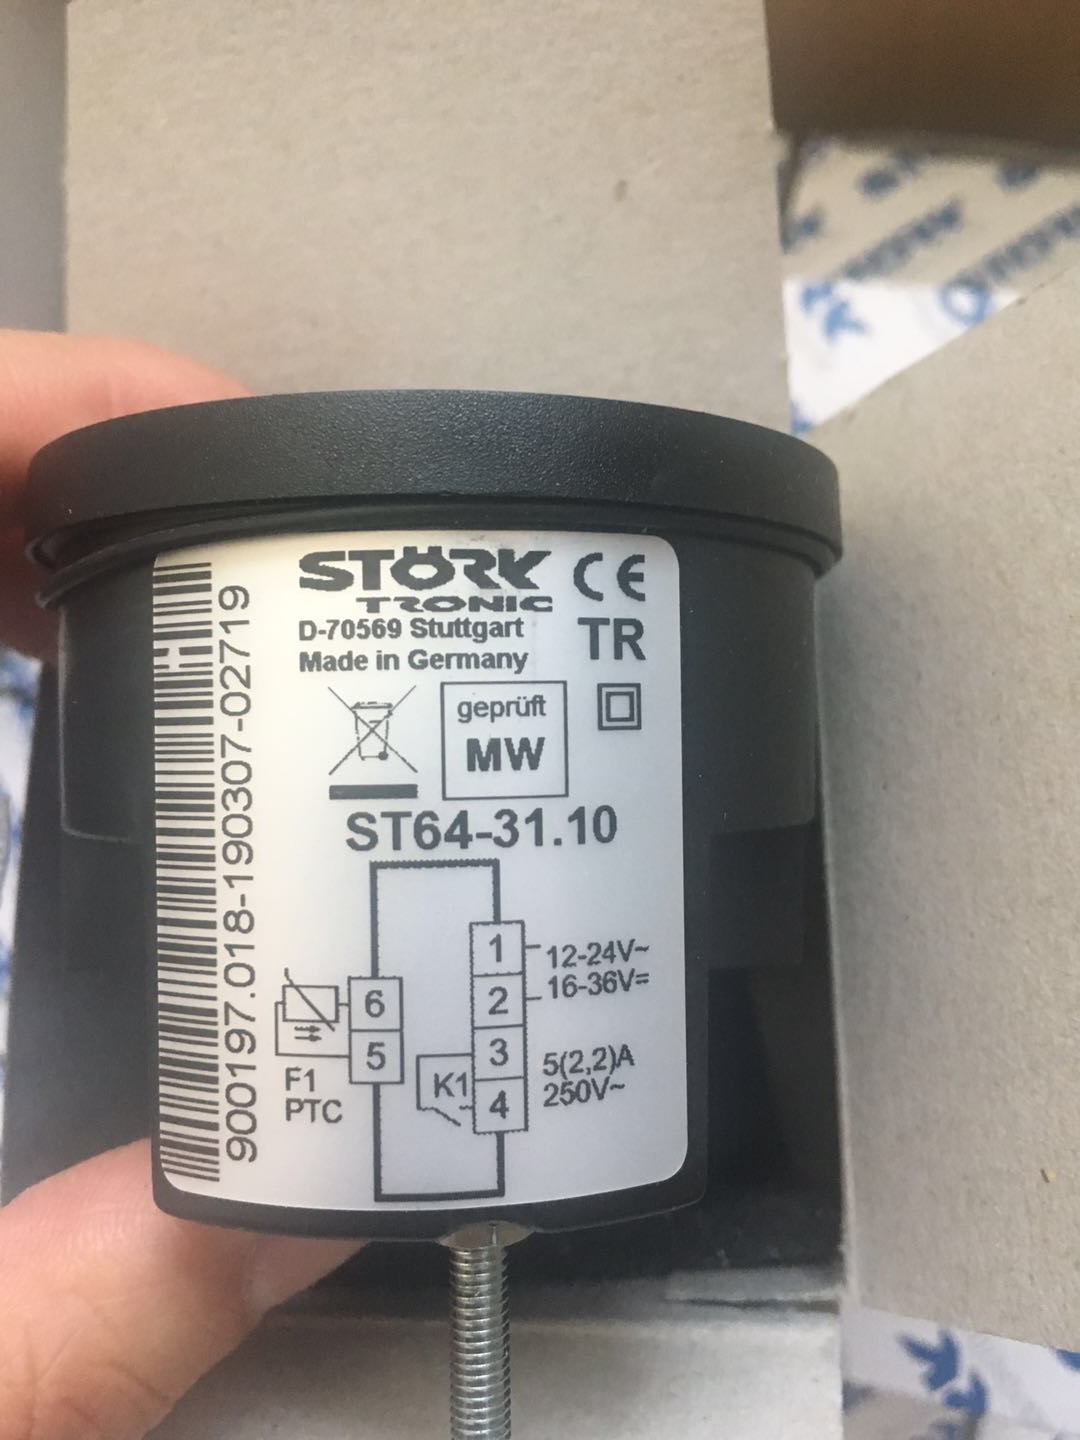 STÖRK
TRONIC
D-70569 Stuttgart
Made in Germany
CE
TR
geprüft
MW
ST64-31.10
900197.018-190307-02719
1
2
3
4
6
5
12-24V~
16-36V=
5(2,2)A
250V~
K1
F1
PTC
STÖRK